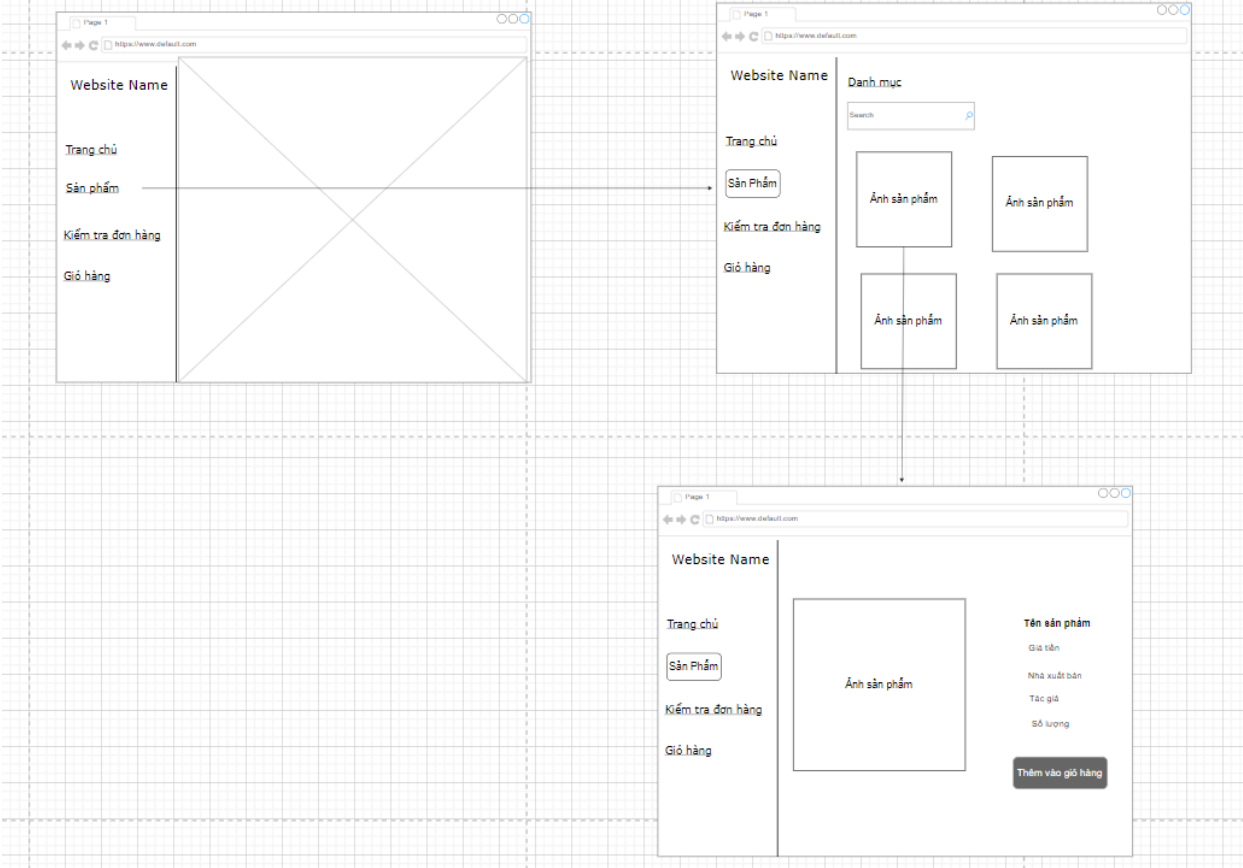 Page 1
https://www.default.com
Website Name
Trang chủ
Sản phẩm
Kiểm tra đơn hàng
Giỏ hàng
Page 1
https://www.default.com
Website Name
Danh mục
Search
Trang chủ
Sản Phẩm
Kiểm tra đơn hàng
Giỏ hàng
Ảnh sản phẩm
Ảnh sản phẩm
Ảnh sản phẩm
Ảnh sản phẩm
Page 1
https://www.default.com
Website Name
Trang chủ
Sản Phẩm
Kiểm tra đơn hàng
Giỏ hàng
Ảnh sản phẩm
Tên sản phảm
Giá tiền
Nhà xuất bản
Tác giả
Số lượng
Thêm vào giỏ hàng